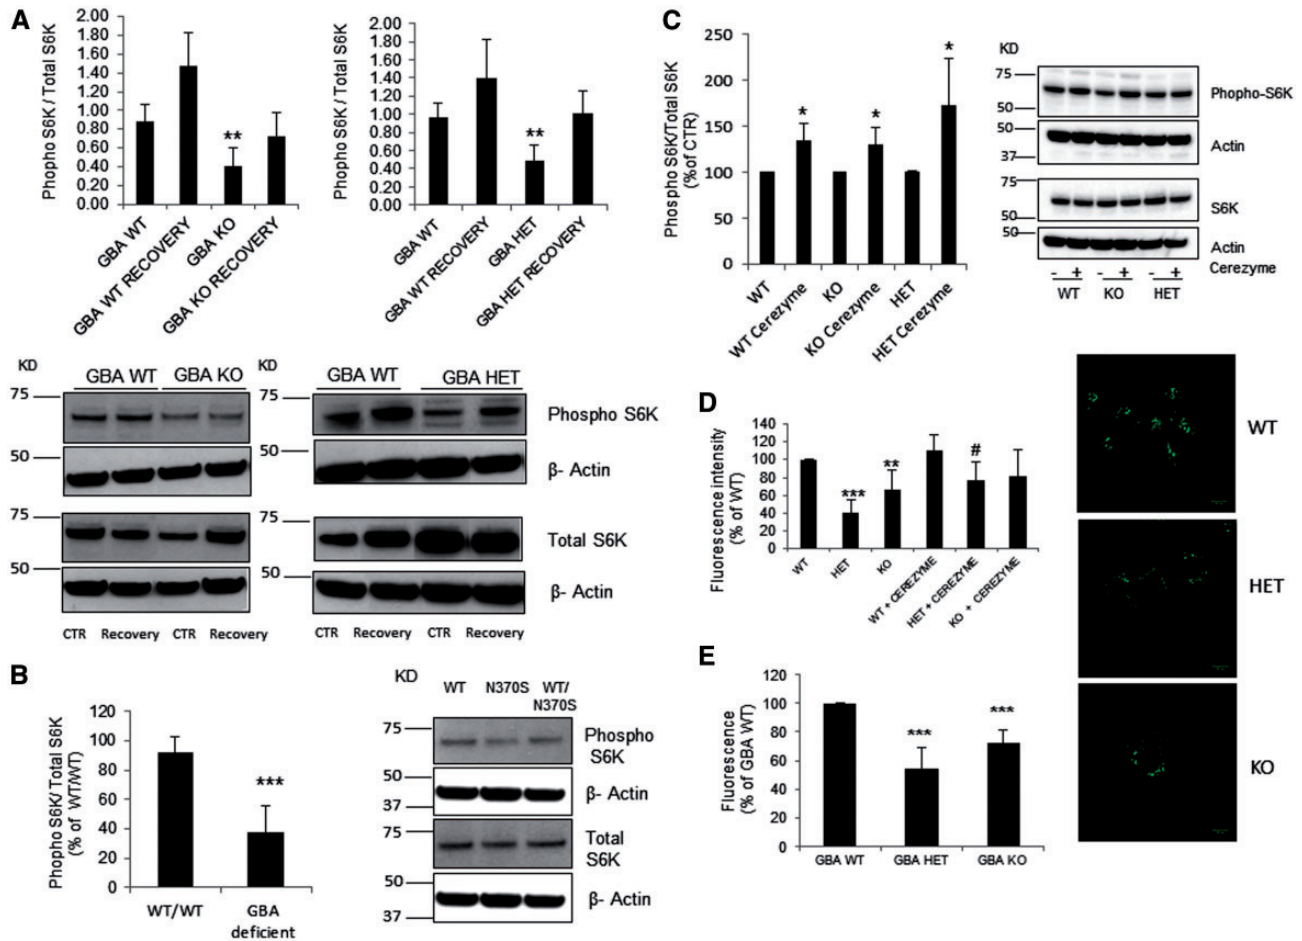 A
Phopho S6K / Total S6K
2.00
1.80
1.60
1.40
1.20
1.00
0.80
0.60
0.40
0.20
0.00
**
GBA WT
GBA WT RECOVERY
GBA KO
GBA KO RECOVERY
Phopho S6K / Total S6K
2.00
1.80
1.60
1.40
1.20
1.00
0.80
0.60
0.40
0.20
0.00
**
GBA WT
GBA WT RECOVERY
GBA HET
GBA HET RECOVERY
KD
GBA WT GBA KO
75
50
75
50
CTR Recovery CTR Recovery
KD
GBA WT GBA HET
75
50
75
50
Phospho S6K
β- Actin
Total S6K
β- Actin
CTR Recovery CTR Recovery
B
Phopho S6K/ Total S6K
(% of WT/WT)
120
100
80
60
40
20
0
***
WT/WT
GBA
deficient
KD
WT N370S WT/
N370S
75
50
37
75
50
37
Phospho
S6K
β- Actin
Total
S6K
β- Actin
C
Phospho S6K/Total S6K
(%of CTR)
250
200
150
100
50
0
* * *
WT
WT Cerezyme
KO
KO Cerezyme
HET
HET Cerezyme
KD
75
50
50
37
75
50
50
Phopho-S6K
Actin
S6K
Actin
- + - + - + Cerezyme
WT KO HET
D
Fluorescence intensity
(% of WT)
140
120
100
80
60
40
20
0
*** ** #
WT
HET
KO
WT + CEREZYME
HET + CEREZYME
KO + CEREZYME
WT
HET
KO
E
Fluorescence
(% of GBA WT)
120
100
80
60
40
20
0
*** ***
GBA WT GBA HET GBA KO